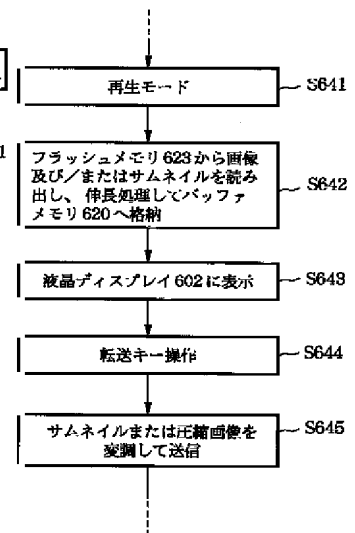 再生モード
S641
1
フラッシュメモリ623から画像
及び/またはサムネイルを読み
出し、伸長処理してバッファ
メモリ620へ格納
S642
液晶ディスプレイ602に表示
S643
転送キー操作
S644
サムネイルまたは圧縮画像を
変調して送信
S645